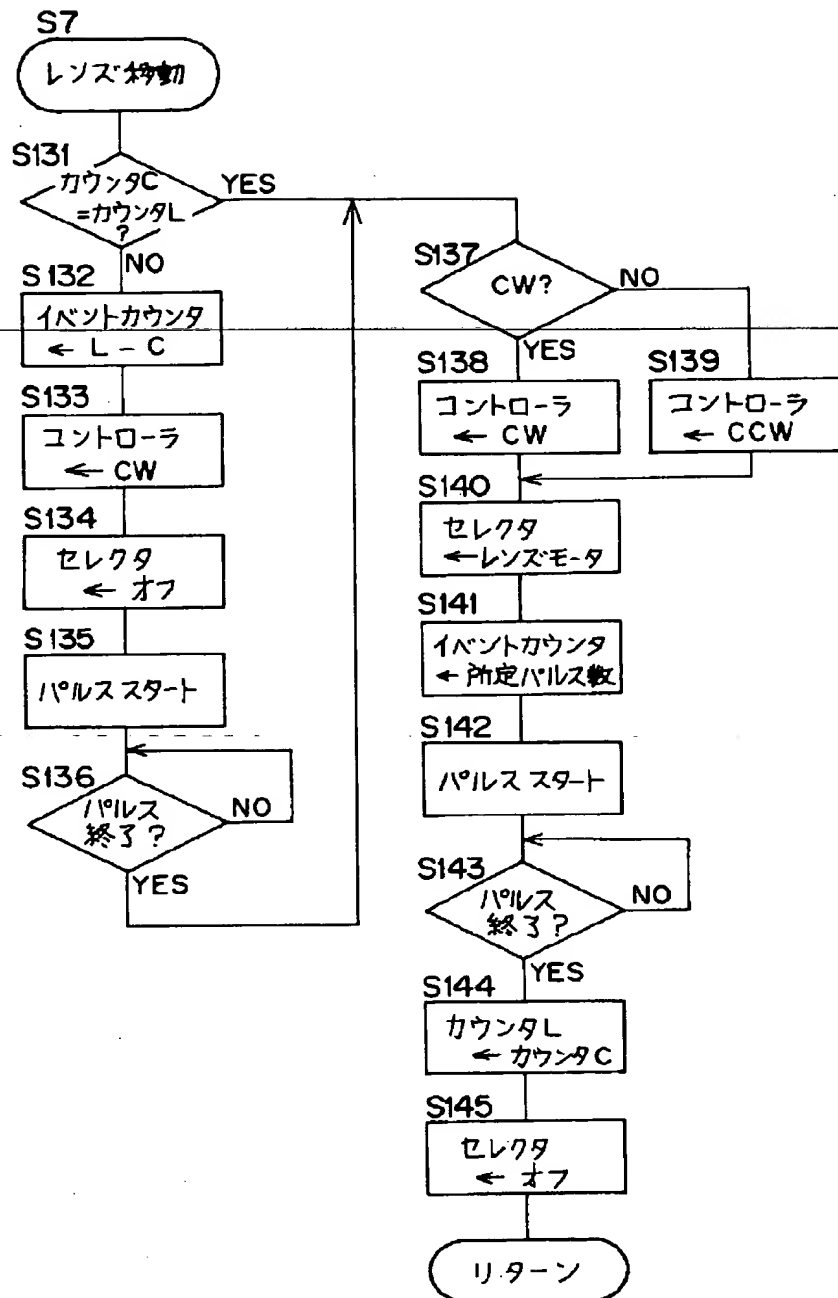 S7
レンズ移動
S131
カウンタC
=カウンタL
?
YES
NO
S132
イベントカウンタ
← L - C
S133
コントローラ
← CW
S134
セレクタ
← オフ
S135
パルススタート
S136
パルス
終了?
NO
YES
S137
CW?
NO
YES
S138
コントローラ
← CW
S139
コントローラ
← CCW
S140
セレクタ
←レンズモータ
S141
イベントカウンタ
← 所定パルス数
S142
パルススタート
S143
パルス
終了?
NO
YES
S144
カウンタL
← カウンタC
S145
セレクタ
← オフ
リターン